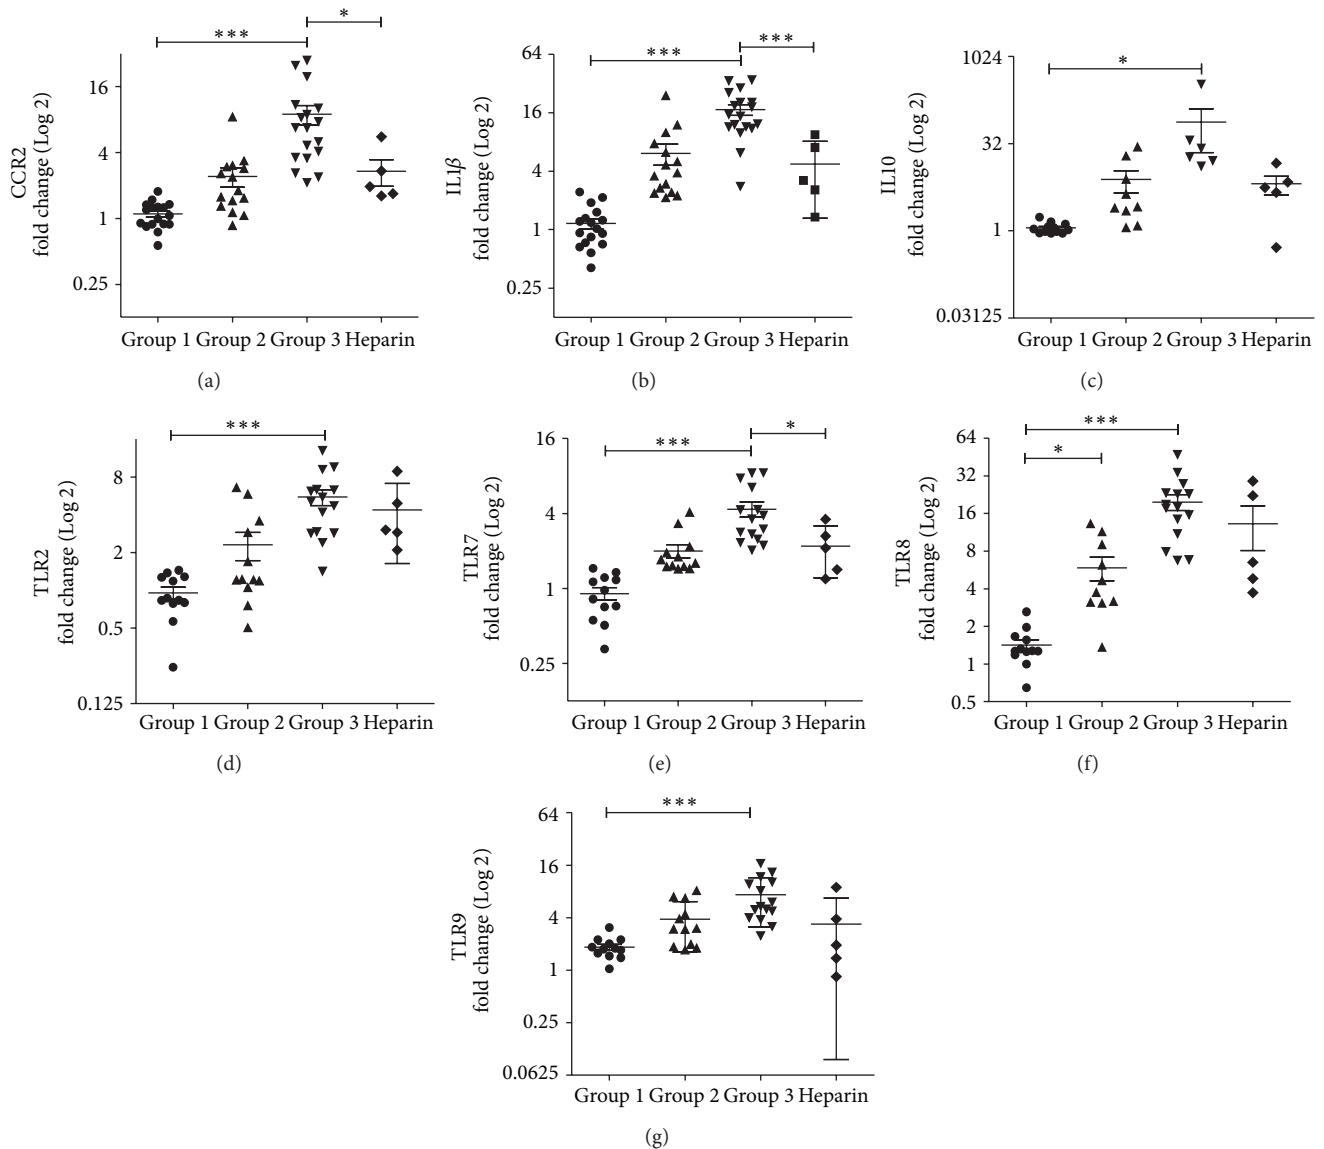 CCR2
fold change (Log 2)
16
4
1
0.25
***
*
Group 1 Group 2 Group 3 Heparin
(a)
IL1β
fold change (Log 2)
64
16
4
1
0.25
***
***
Group 1 Group 2 Group 3 Heparin
(b)
IL10
fold change (Log 2)
1024
32
1
0.03125
*
Group 1 Group 2 Group 3 Heparin
(c)
TLR2
fold change (Log 2)
8
2
0.5
0.125
***
Group 1 Group 2 Group 3 Heparin
(d)
TLR7
fold change (Log 2)
16
4
1
0.25
***
*
Group 1 Group 2 Group 3 Heparin
(e)
TLR8
fold change (Log 2)
64
32
16
8
4
2
1
0.5
***
*
Group 1 Group 2 Group 3 Heparin
(f)
TLR9
fold change (Log 2)
64
16
4
1
0.25
0.0625
***
Group 1 Group 2 Group 3 Heparin
(g)